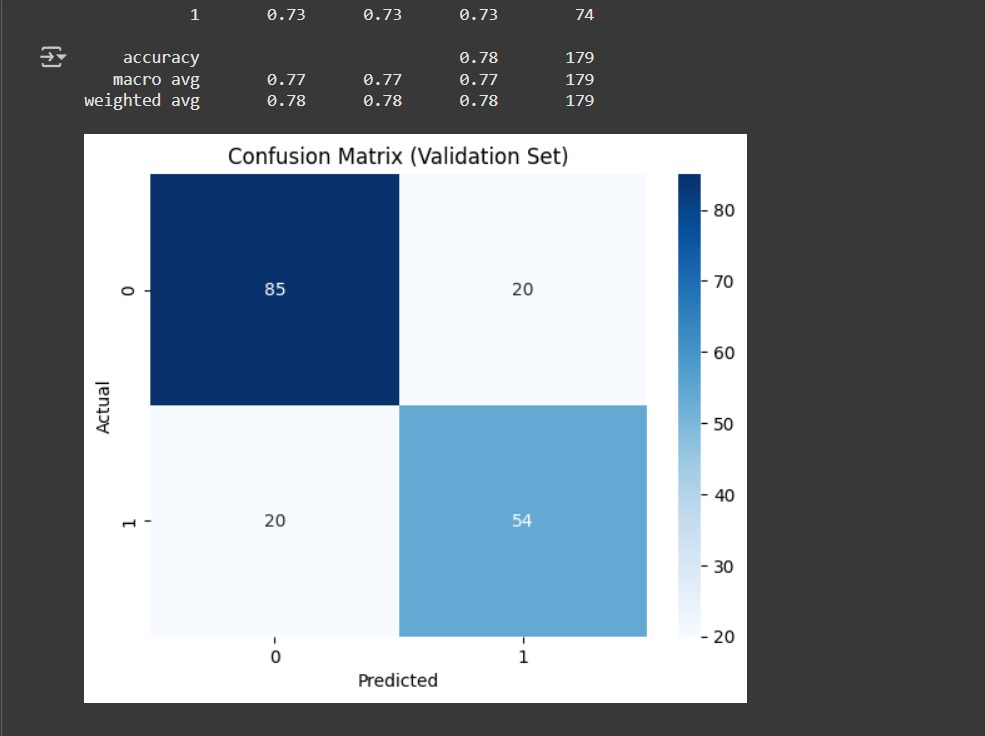 1 0.73 0.73 0.73 74
accuracy 0.78 179
macro avg 0.77 0.77 0.77 179
weighted avg 0.78 0.78 0.78 179
Confusion Matrix (Validation Set)
80
70
60
50
40
30
20
Actual
0
1
85 20
20 54
0 1
Predicted